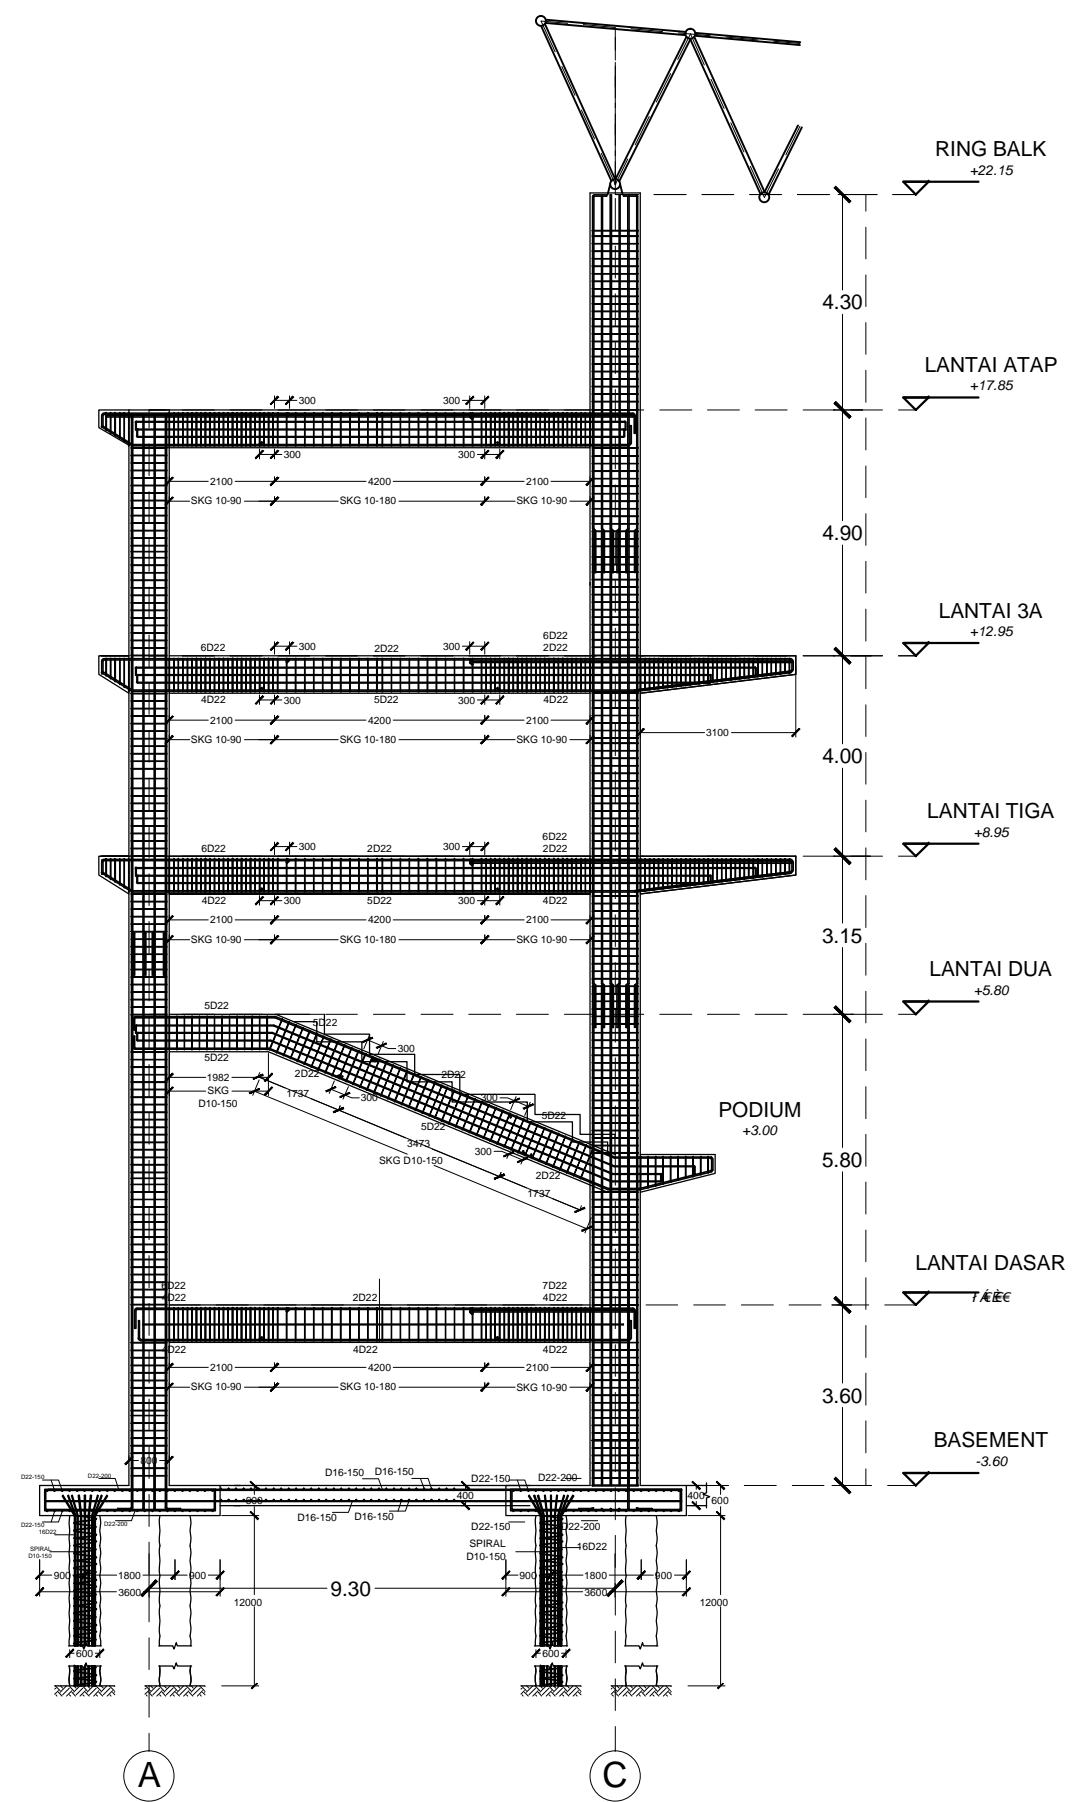 RING BALK
+22.15
4.30
LANTAI ATAP
+17.85
300
300
300
300
2100
4200
2100
SKG 10-90
SKG 10-180
SKG 10-90
4.90
LANTAI 3A
+12.95
6D22
6D22
300
2D22
300
2D22
4D22
300
5D22
300
4D22
2100
4200
2100
3100
SKG 10-90
SKG 10-180
SKG 10-90
4.00
LANTAI TIGA
+8.95
6D22
6D22
300
2D22
300
2D22
4D22
300
5D22
300
4D22
2100
4200
2100
SKG 10-90
SKG 10-180
SKG 10-90
3.15
LANTAI DUA
+5.80
5D22
5D22
300
5D22
2D22
2D22
1982
SKG
D10-150
1737
300
300
5D22
5D22
PODIUM
+3.00
3473
300
SKG D10-150
2D22
1737
5.80
LANTAI DASAR
7D22
4D22
2D22
4D22
4D22
4D22
2100
4200
2100
SKG 10-90
SKG 10-180
SKG 10-90
3.60
BASEMENT
-3.60
800
D22-150
D22-200
D16-150
D16-150
D22-150
D22-200
400
400
600
D22-150
D22-200
D16-150
D16-150
D22-150
D22-200
16D22
SPIRAL
D10-150
SPIRAL
D10-150
16D22
900
1800
900
900
1800
900
3600
9.30
3600
12000
12000
600
600
A
C